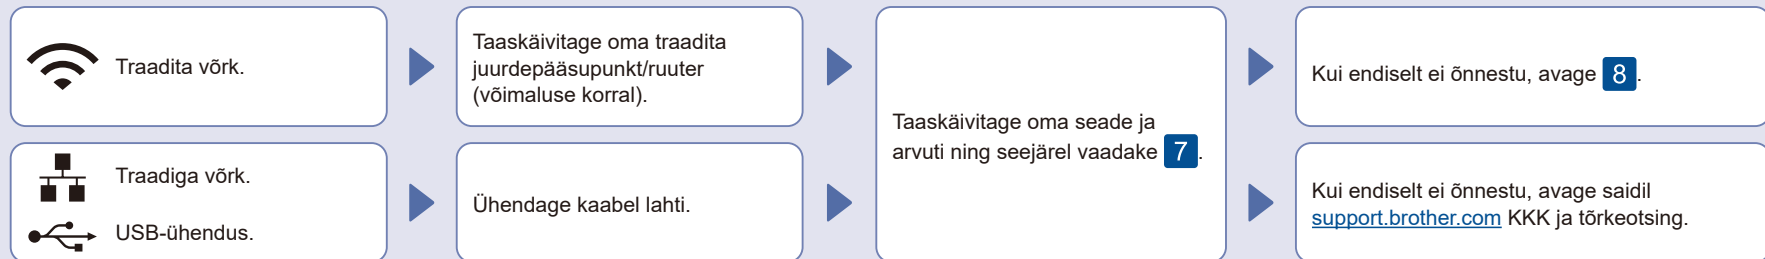 Traadita võrk.
Taaskäivitage oma traadita
juurdepääsupunkt/ruuter
(võimaluse korral).
Traadiga võrk.
USB-ühendus.
Ühendage kaabel lahti.
Taaskäivitage oma seade ja
arvuti ning seejärel vaadake 7.
Kui endiselt ei õnnestu, avage 8.
Kui endiselt ei õnnestu, avage saidil
support.brother.com KKK ja tõrkeotsing.